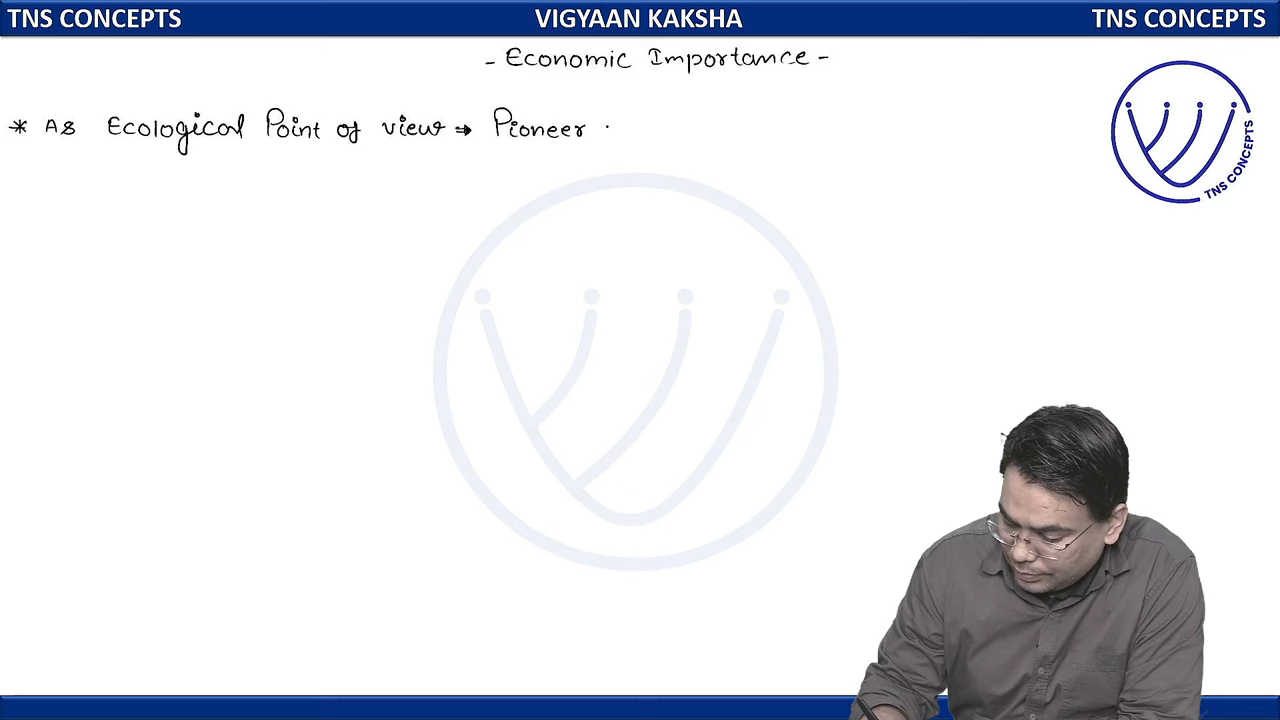 TNS CONCEPTS VIGYAAN KAKSHA TNS CONCEPTS
- Economic Importance -
* As Ecological Point of view → Pioneer
TNS CONCEPTS